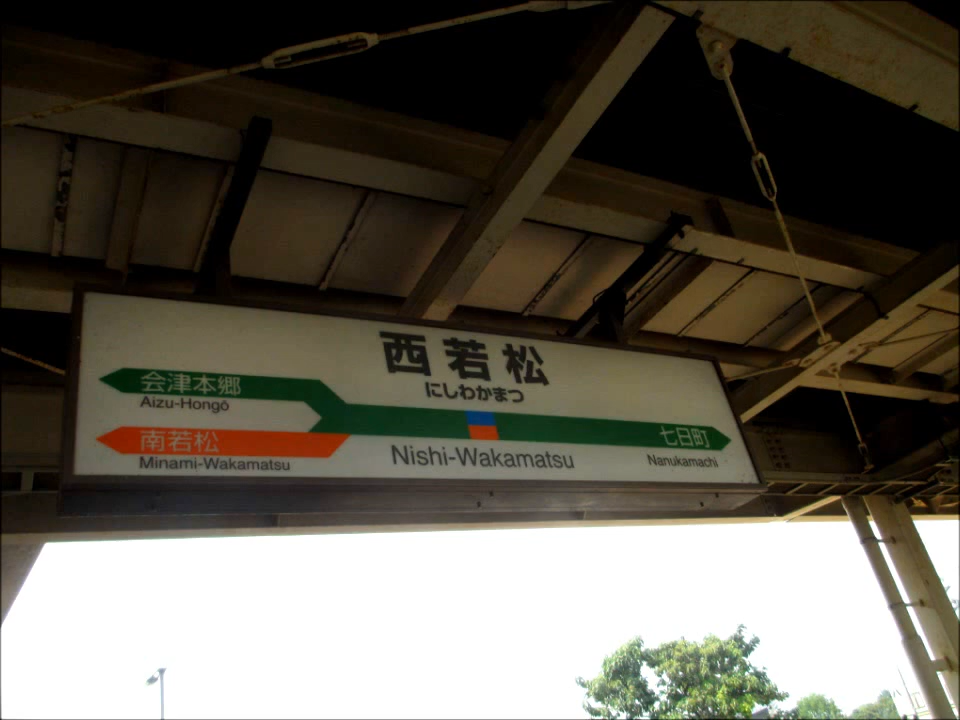 西若松
にしわかまつ
会津本郷
Aizu-Hongō
南若松
Minami-Wakamatsu
Nishi-Wakamatsu
七日町
Nanukamachi